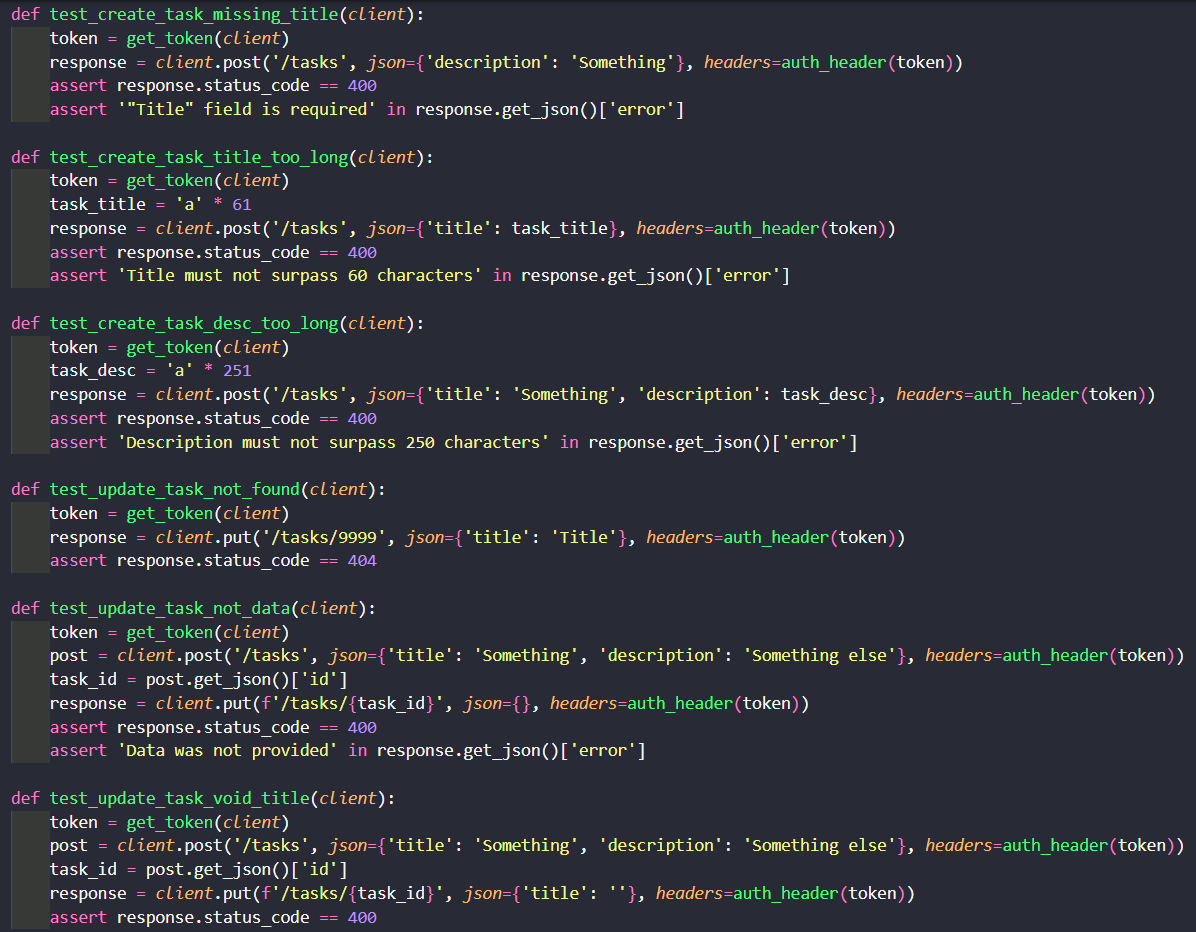 def test_create_task_missing_title(client):
    token = get_token(client)
    response = client.post('/tasks', json={'description': 'Something'}, headers=auth_header(token))
    assert response.status_code == 400
    assert '"Title" field is required' in response.get_json()['error']

def test_create_task_title_too_long(client):
    token = get_token(client)
    task_title = 'a' * 61
    response = client.post('/tasks', json={'title': task_title}, headers=auth_header(token))
    assert response.status_code == 400
    assert 'Title must not surpass 60 characters' in response.get_json()['error']

def test_create_task_desc_too_long(client):
    token = get_token(client)
    task_desc = 'a' * 251
    response = client.post('/tasks', json={'title': 'Something', 'description': task_desc}, headers=auth_header(token))
    assert response.status_code == 400
    assert 'Description must not surpass 250 characters' in response.get_json()['error']

def test_update_task_not_found(client):
    token = get_token(client)
    response = client.put('/tasks/9999', json={'title': 'Title'}, headers=auth_header(token))
    assert response.status_code == 404

def test_update_task_not_data(client):
    token = get_token(client)
    post = client.post('/tasks', json={'title': 'Something', 'description': 'Something else'}, headers=auth_header(token))
    task_id = post.get_json()['id']
    response = client.put(f'/tasks/{task_id}', json={}, headers=auth_header(token))
    assert response.status_code == 400
    assert 'Data was not provided' in response.get_json()['error']

def test_update_task_void_title(client):
    token = get_token(client)
    post = client.post('/tasks', json={'title': 'Something', 'description': 'Something else'}, headers=auth_header(token))
    task_id = post.get_json()['id']
    response = client.put(f'/tasks/{task_id}', json={'title': ''}, headers=auth_header(token))
    assert response.status_code == 400